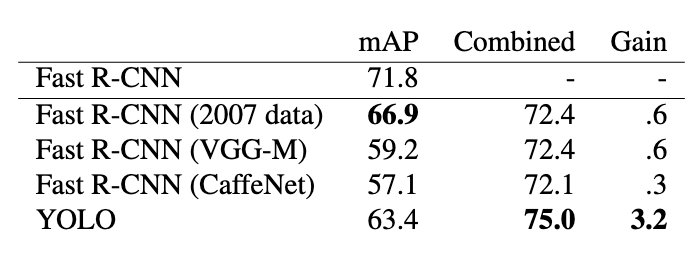 mAP Combined Gain
Fast R-CNN 71.8 - -
Fast R-CNN (2007 data) 66.9 72.4 .6
Fast R-CNN (VGG-M) 59.2 72.4 .6
Fast R-CNN (CaffeNet) 57.1 72.1 .3
YOLO 63.4 75.0 3.2